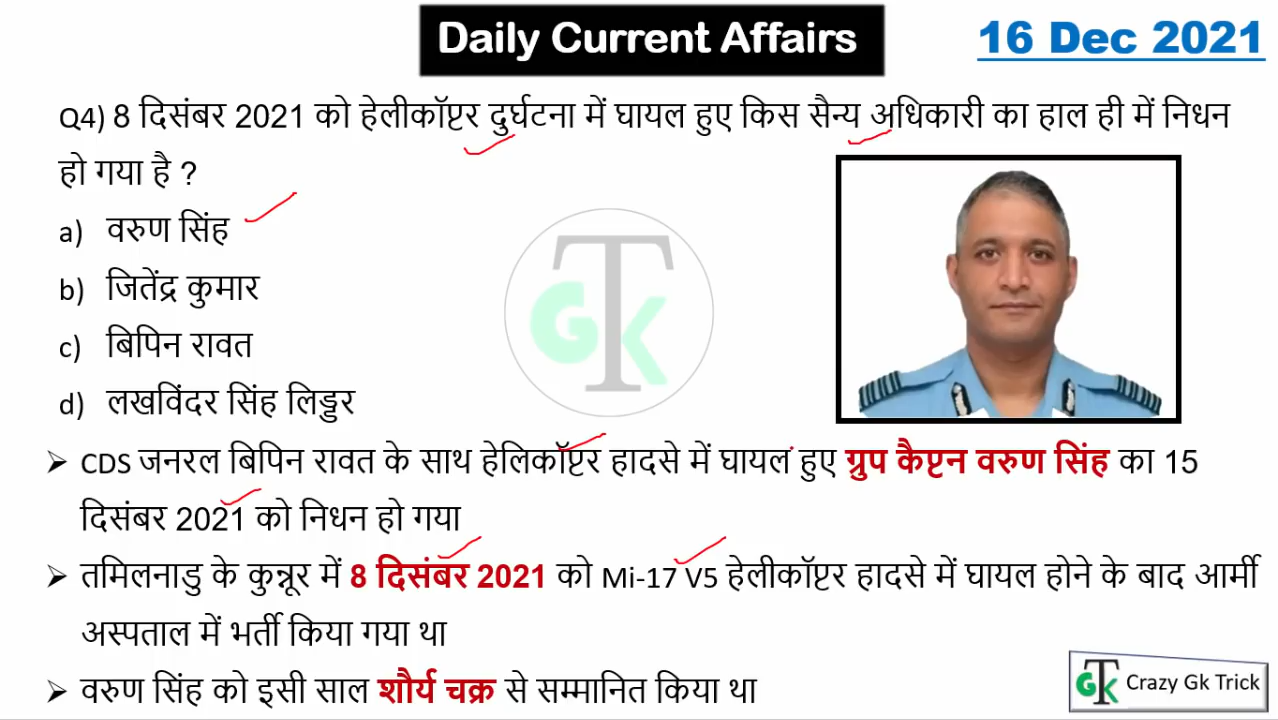 Daily Current Affairs
16 Dec 2021
Q4) 8 दिसंबर 2021 को हेलीकॉप्टर दुर्घटना में घायल हुए किस सैन्य अधिकारी का हाल ही में निधन
हो गया है ?
a) वरुण सिंह
b) जितेंद्र कुमार
c) बिपिन रावत
d) लखविंदर सिंह लिड्डर
GTK
➤ CDS जनरल बिपिन रावत के साथ हेलिकॉप्टर हादसे में घायल हुए ग्रुप कैप्टन वरुण सिंह का 15
दिसंबर 2021 को निधन हो गया
➤ तमिलनाडु के कुन्नूर में 8 दिसंबर 2021 को Mi-17 V5 हेलीकॉप्टर हादसे में घायल होने के बाद आर्मी
अस्पताल में भर्ती किया गया था
➤ वरुण सिंह को इसी साल शौर्य चक्र से सम्मानित किया था
GTK Crazy Gk Trick